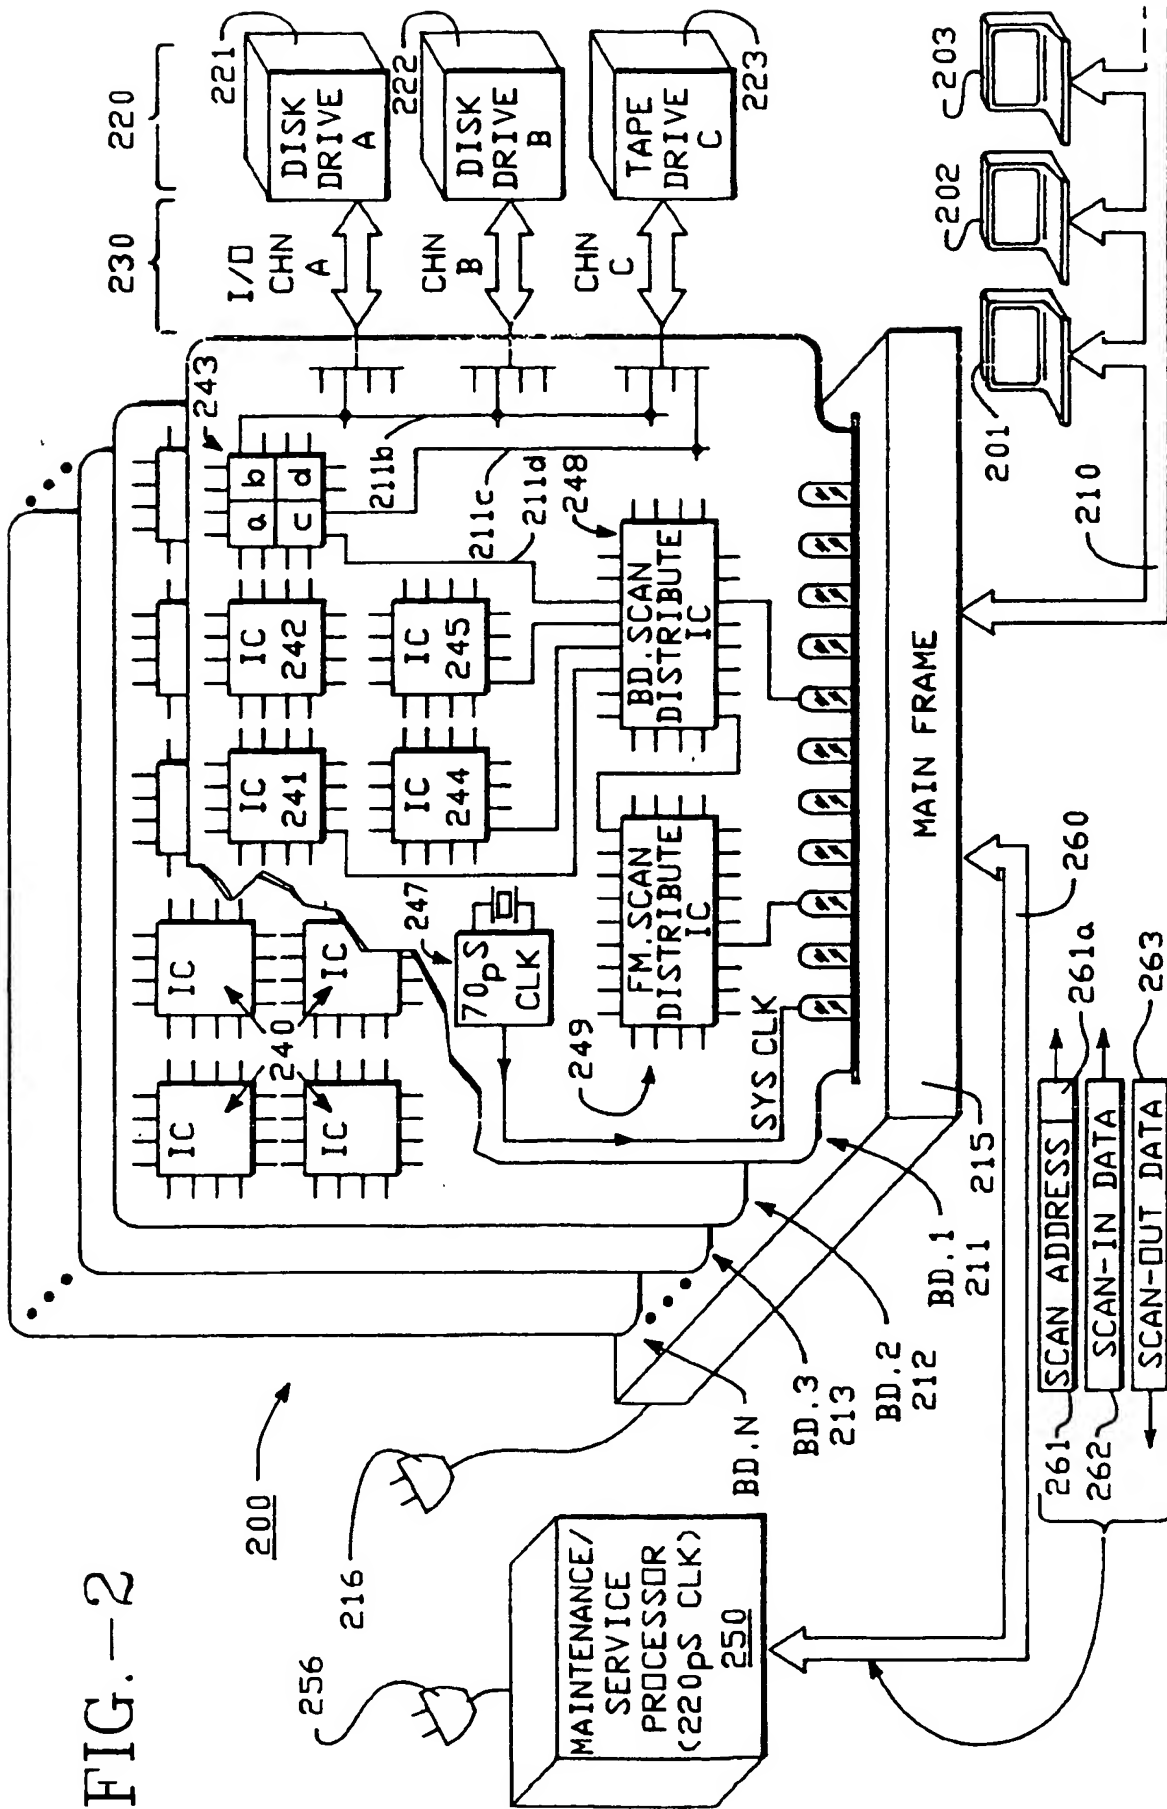 FIG.-2
200
220
230
221
DISK
DRIVE
A
222
DISK
DRIVE
B
223
TAPE
DRIVE
C
I/O
CHN
A
CHN
B
CHN
C
243
a
b
c
d
211b
211c
211d
248
IC
IC
240
IC
IC
IC
241
IC
242
IC
244
IC
245
247
70pS
CLK
249
FM.SCAN
DISTRIBUTE
IC
BD.SCAN
DISTRIBUTE
IC
SYS CLK
MAIN FRAME
216
256
MAINTENANCE/
SERVICE
PROCESSOR
(220pS CLK)
250
BD.N
BD.3
213
BD.2
212
BD.1
211
215
260
261
SCAN ADDRESS
261a
262
SCAN-IN DATA
SCAN-OUT DATA
263
201
202
203
210